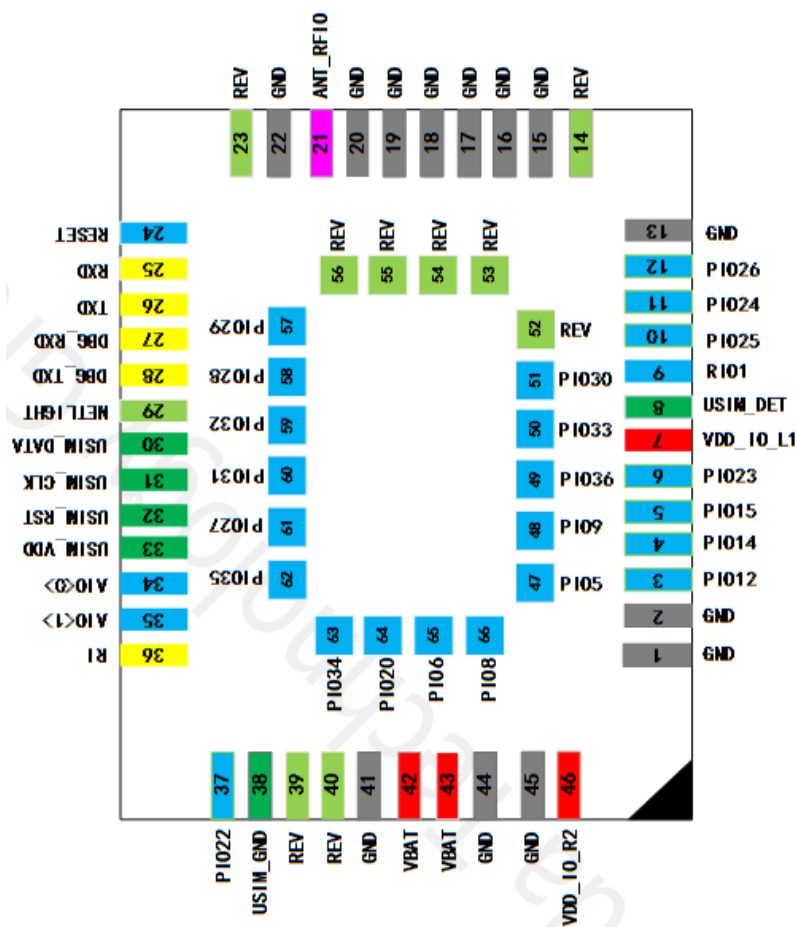 REV GND ANT_RFIO GND GND GND GND GND GND REV
23 22 21 20 19 18 17 16 15 14
RESET 24
RXD 25
TXD 26
DBG_RXD 27
DBG_TXD 28
NETLIGHT 29
USIM_DATA 30
USIM_CLK 31
USIM_RST 32
USIM_VDD 33
AIO<0> 34
AIO<1> 35
RI 36
REV REV REV REV
56 55 54 53
PIO29 57
PIO28 58
PIO32 59
PIO31 60
PIO27 61
PIO35 62
52 REV
51 PIO30
50 PIO33
49 PIO36
48 PIO9
47 PIO5
63 64 65 66
PIO34 PIO20 PIO6 PIO8
13 GND
12 PIO26
11 PIO24
10 PIO25
9 RIO1
8 USIM_DET
7 VDD_IO_L1
6 PIO23
5 PIO15
4 PIO14
3 PIO12
2 GND
1 GND
37 38 39 40 41 42 43 44 45 46
PIO22 USIM_GND REV REV GND VBAT VBAT GND GND VDD_IO_R2